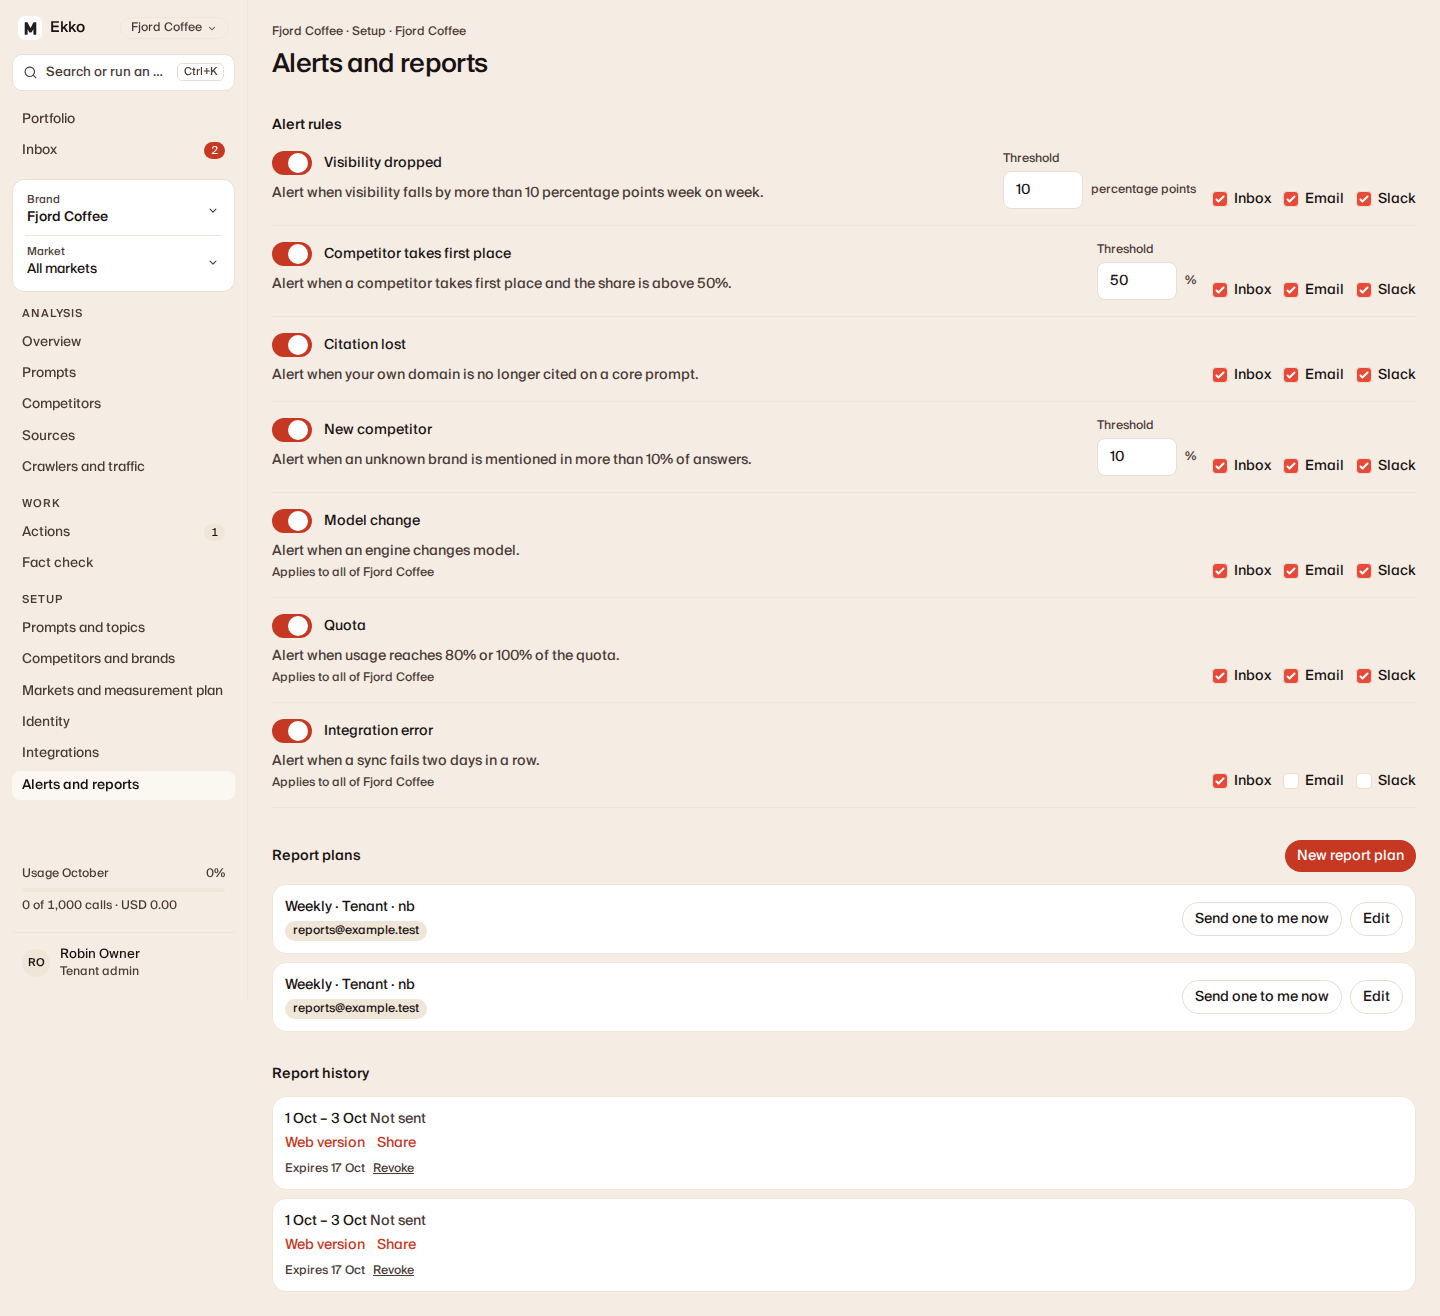 Ekko
Fjord Coffee
Search or run an ...
Ctrl+K
Portfolio
Inbox
2
Brand
Fjord Coffee
Market
All markets
ANALYSIS
Overview
Prompts
Competitors
Sources
Crawlers and traffic
WORK
Actions
1
Fact check
SETUP
Prompts and topics
Competitors and brands
Markets and measurement plan
Identity
Integrations
Alerts and reports
Usage October
0%
0 of 1,000 calls · USD 0.00
RO
Robin Owner
Tenant admin
Fjord Coffee · Setup · Fjord Coffee
Alerts and reports
Alert rules
Visibility dropped
Alert when visibility falls by more than 10 percentage points week on week.
Threshold
10
percentage points
Inbox
Email
Slack
Competitor takes first place
Alert when a competitor takes first place and the share is above 50%.
Threshold
50
%
Inbox
Email
Slack
Citation lost
Alert when your own domain is no longer cited on a core prompt.
Inbox
Email
Slack
New competitor
Alert when an unknown brand is mentioned in more than 10% of answers.
Threshold
10
%
Inbox
Email
Slack
Model change
Alert when an engine changes model.
Applies to all of Fjord Coffee
Inbox
Email
Slack
Quota
Alert when usage reaches 80% or 100% of the quota.
Applies to all of Fjord Coffee
Inbox
Email
Slack
Integration error
Alert when a sync fails two days in a row.
Applies to all of Fjord Coffee
Inbox
Email
Slack
Report plans
New report plan
Weekly · Tenant · nb
reports@example.test
Send one to me now
Edit
Weekly · Tenant · nb
reports@example.test
Send one to me now
Edit
Report history
1 Oct – 3 Oct Not sent
Web version
Share
Expires 17 Oct
Revoke
1 Oct – 3 Oct Not sent
Web version
Share
Expires 17 Oct
Revoke